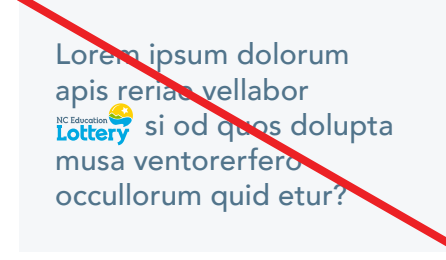 Lorem ipsum dolorum
apis reriae vellabor
NC Education
Lottery si od quos dolupta
musa ventorerfero
occullorum quid etur?